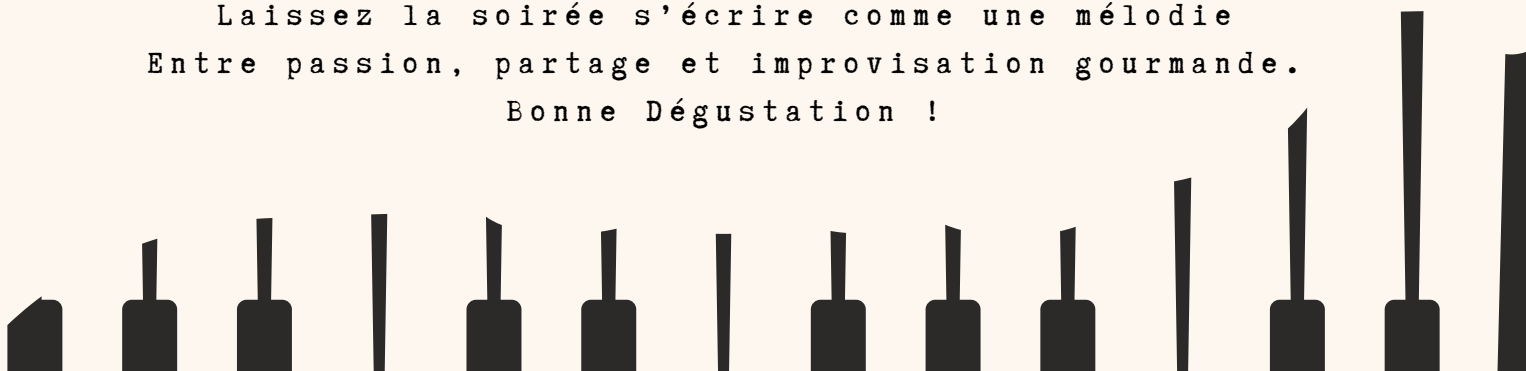 Laissez la soirée s’écrire comme une mélodie
Entre passion, partage et improvisation gourmande.
Bonne Dégustation !